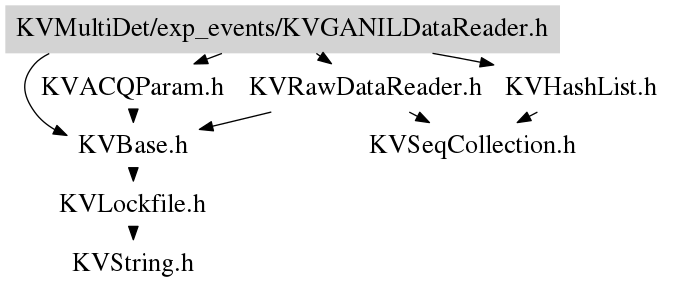 KVMultiDet/exp_events/KVGANILDataReader.h
KVACQParam.h KVRawDataReader.h KVHashList.h
KVBase.h KVSeqCollection.h
KVLockfile.h
KVString.h